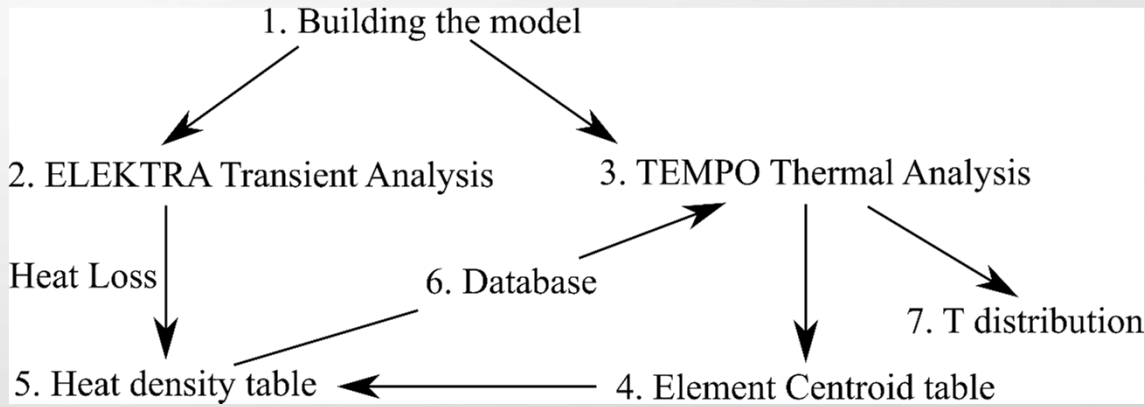 1. Building the model
2. ELEKTRA Transient Analysis
3. TEMPO Thermal Analysis
Heat Loss
6. Database
7. T distribution
5. Heat density table
4. Element Centroid table